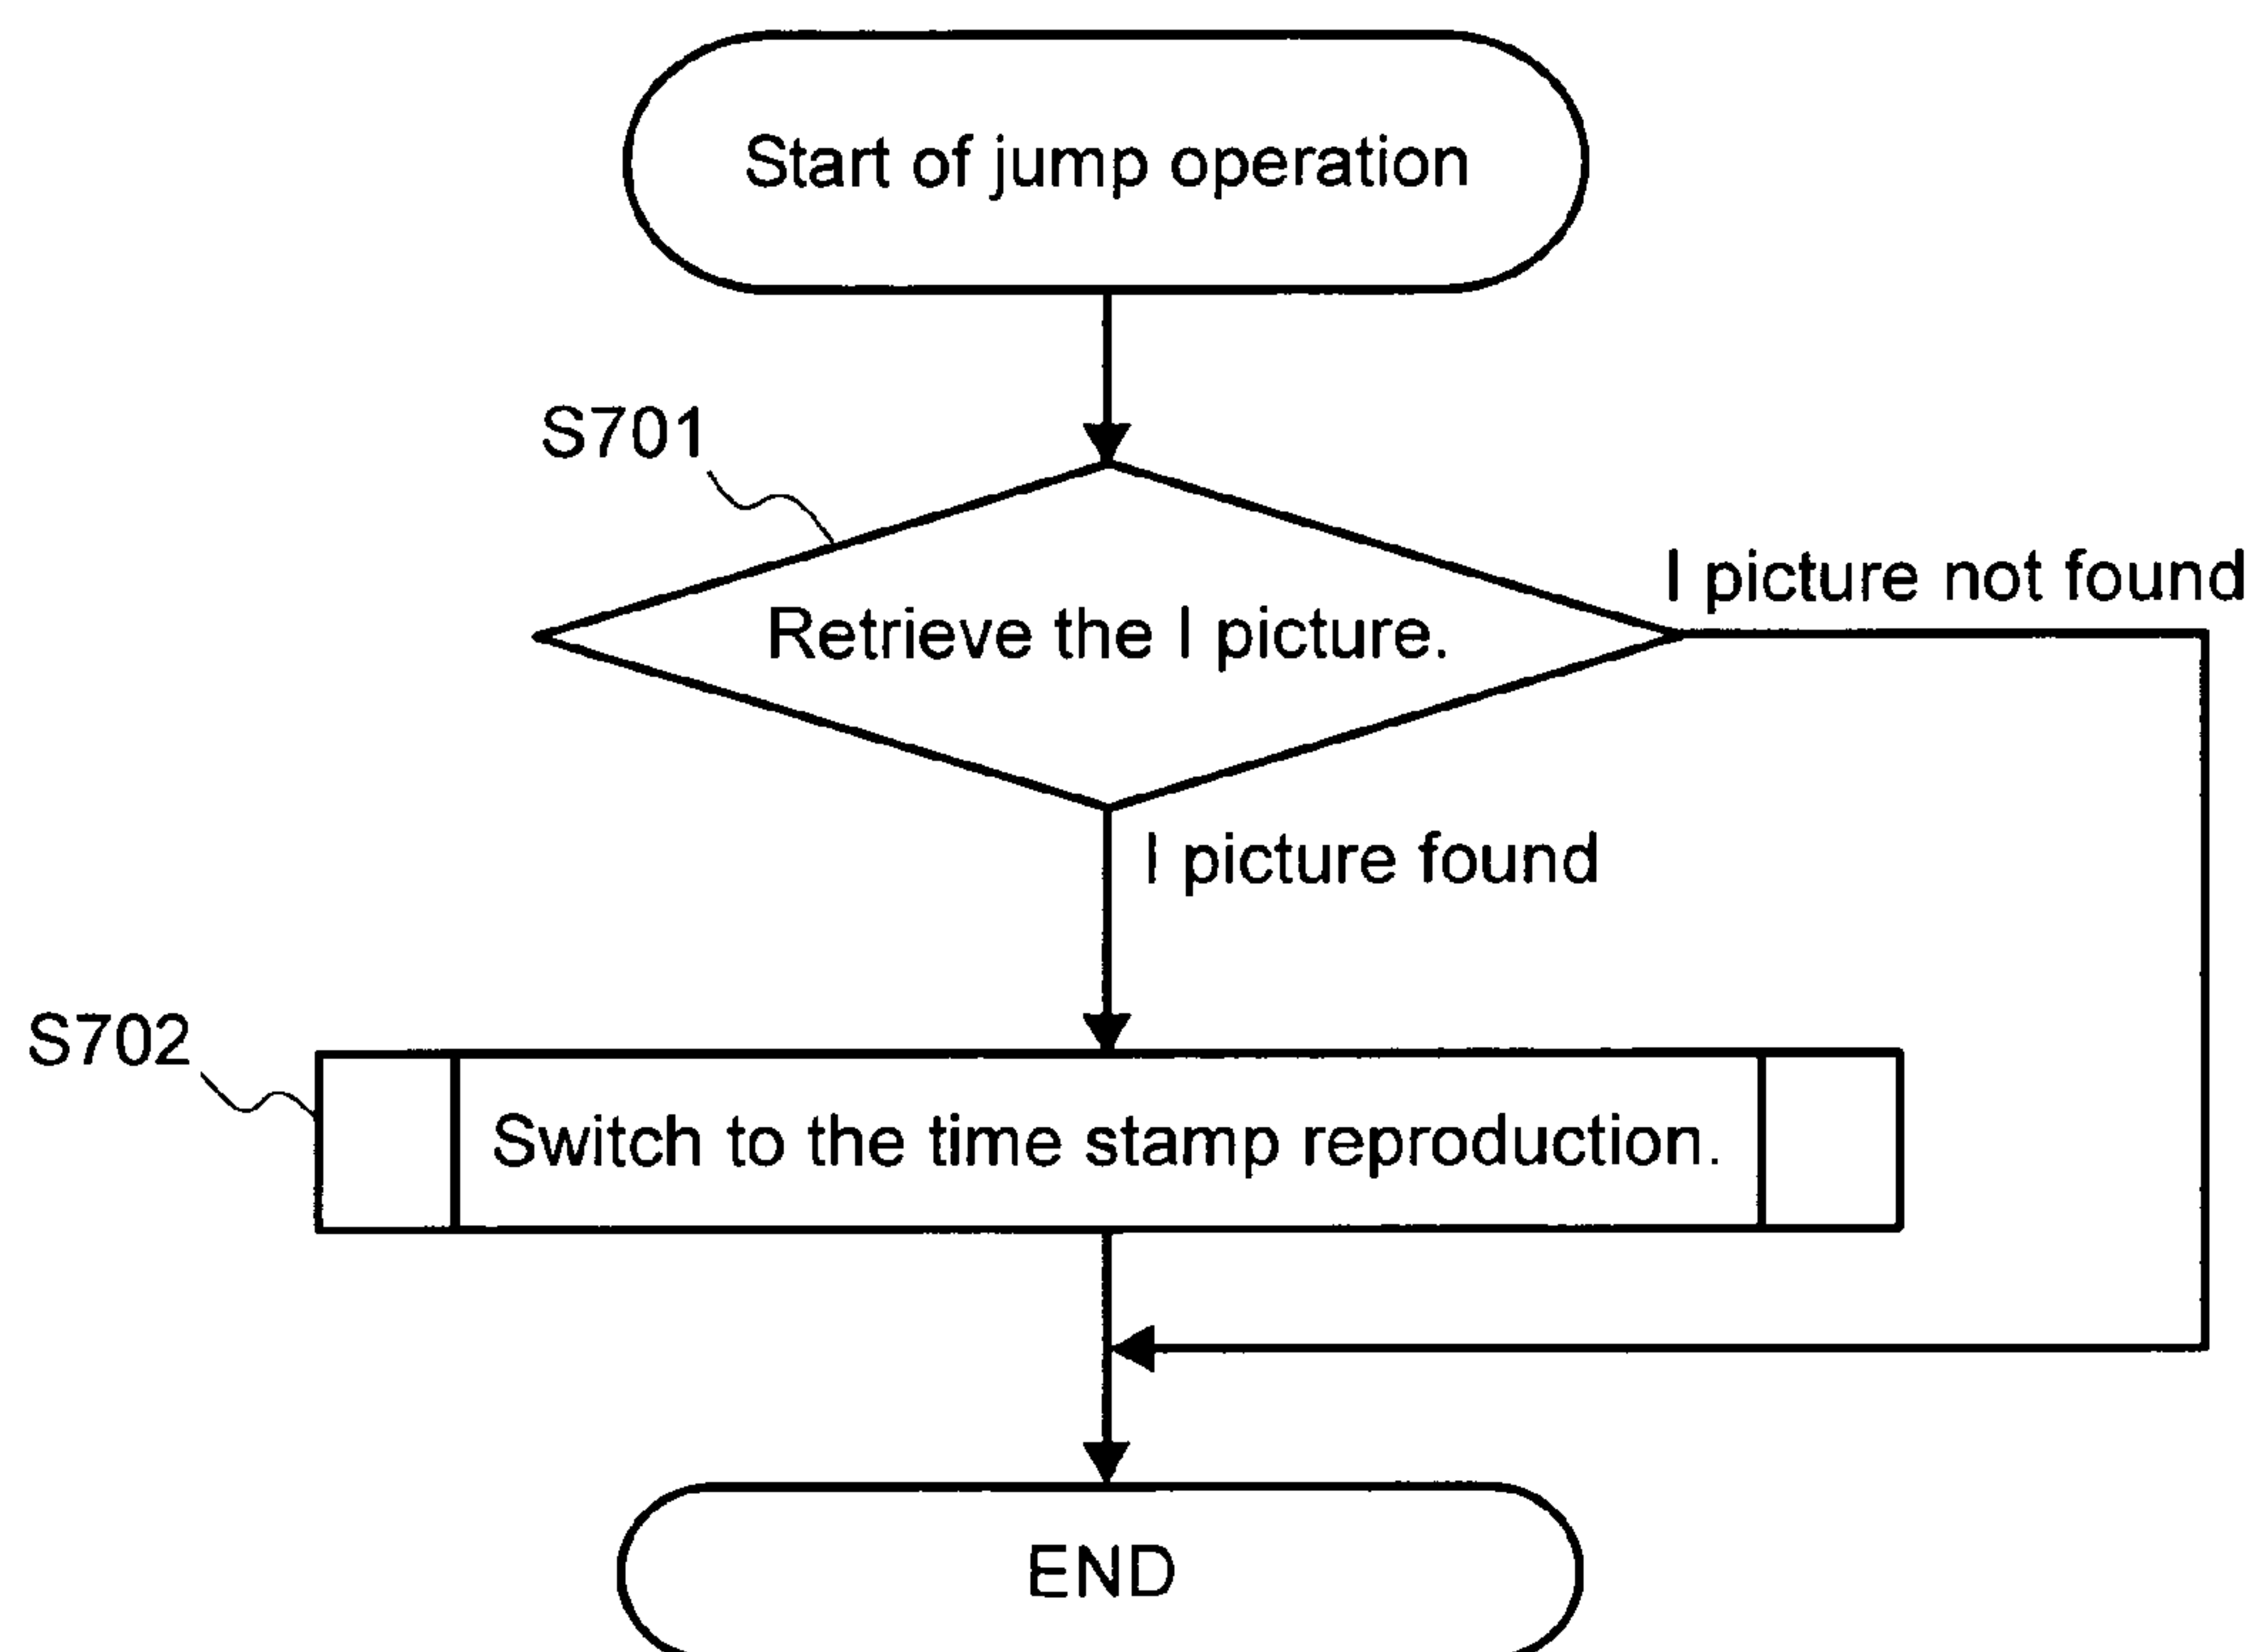 Start of jump operation
S701
I picture not found
Retrieve the I picture.
I picture found
S702
Switch to the time stamp reproduction.
END